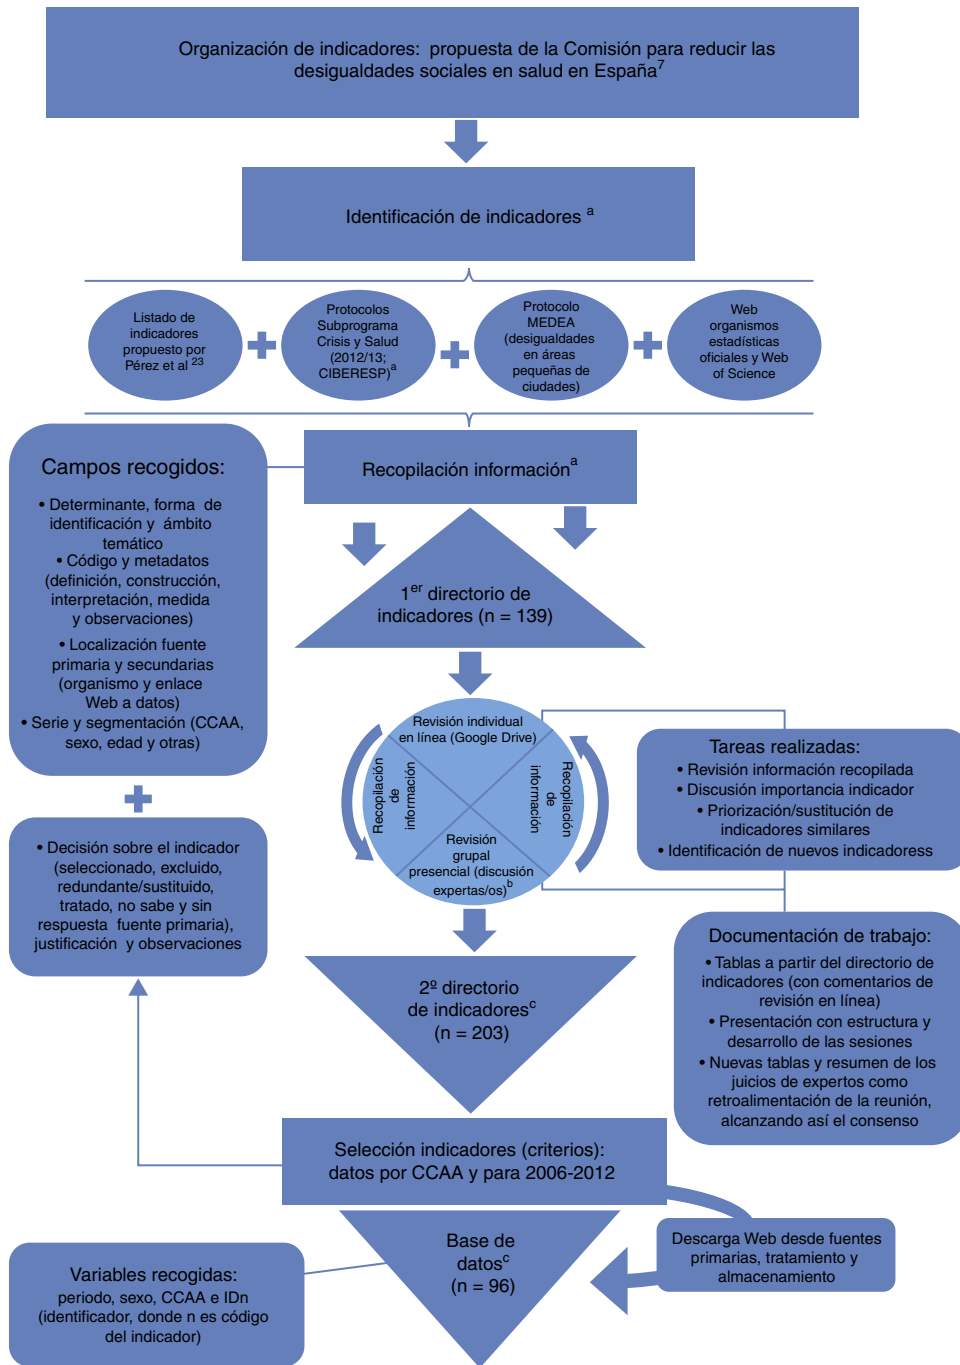 Organización de indicadores: propuesta de la Comisión para reducir las
desigualdades sociales en salud en España7
Identificación de indicadores a
Listado de
indicadores
propuesto por
Pérez et al 23
Protocolos
Subprograma
Crisis y Salud
(2012/13;
CIBERESP)a
Protocolo
MEDEA
(desigualdades
en áreas
pequeñas de
ciudades)
Web
organismos
estadísticas
oficiales y Web
of Science
Recopilación informacióna
Campos recogidos:
• Determinante, forma de
identificación y ámbito
temático
• Código y metadatos
(definición, construcción,
interpretación, medida
y observaciones)
• Localización fuente
primaria y secundarias
(organismo y enlace
Web a datos)
• Serie y segmentación (CCAA,
sexo, edad y otras)
1er directorio de
indicadores (n = 139)
Revisión individual
en línea (Google Drive)
Recopilación
de
información
Recopilación
de
información
Revisión
grupal
presencial (discusión
expertas/os)b
Tareas realizadas:
• Revisión información recopilada
• Discusión importancia indicador
• Priorización/sustitución de
indicadores similares
• Identificación de nuevos indicadoress
• Decisión sobre el indicador
(seleccionado, excluido,
redundante/sustituido,
tratado, no sabe y sin
respuesta fuente primaria),
justificación y observaciones
Documentación de trabajo:
• Tablas a partir del directorio de
indicadores (con comentarios de
revisión en línea)
• Presentación con estructura y
desarrollo de las sesiones
• Nuevas tablas y resumen de los
juicios de expertos como
retroalimentación de la reunión,
alcanzando así el consenso
2º directorio
de indicadoresc
(n = 203)
Selección indicadores (criterios):
datos por CCAA y para 2006-2012
Base de
datosc
(n = 96)
Descarga Web desde fuentes
primarias, tratamiento y
almacenamiento
Variables recogidas:
periodo, sexo, CCAA e IDn
(identificador, donde n es código
del indicador)